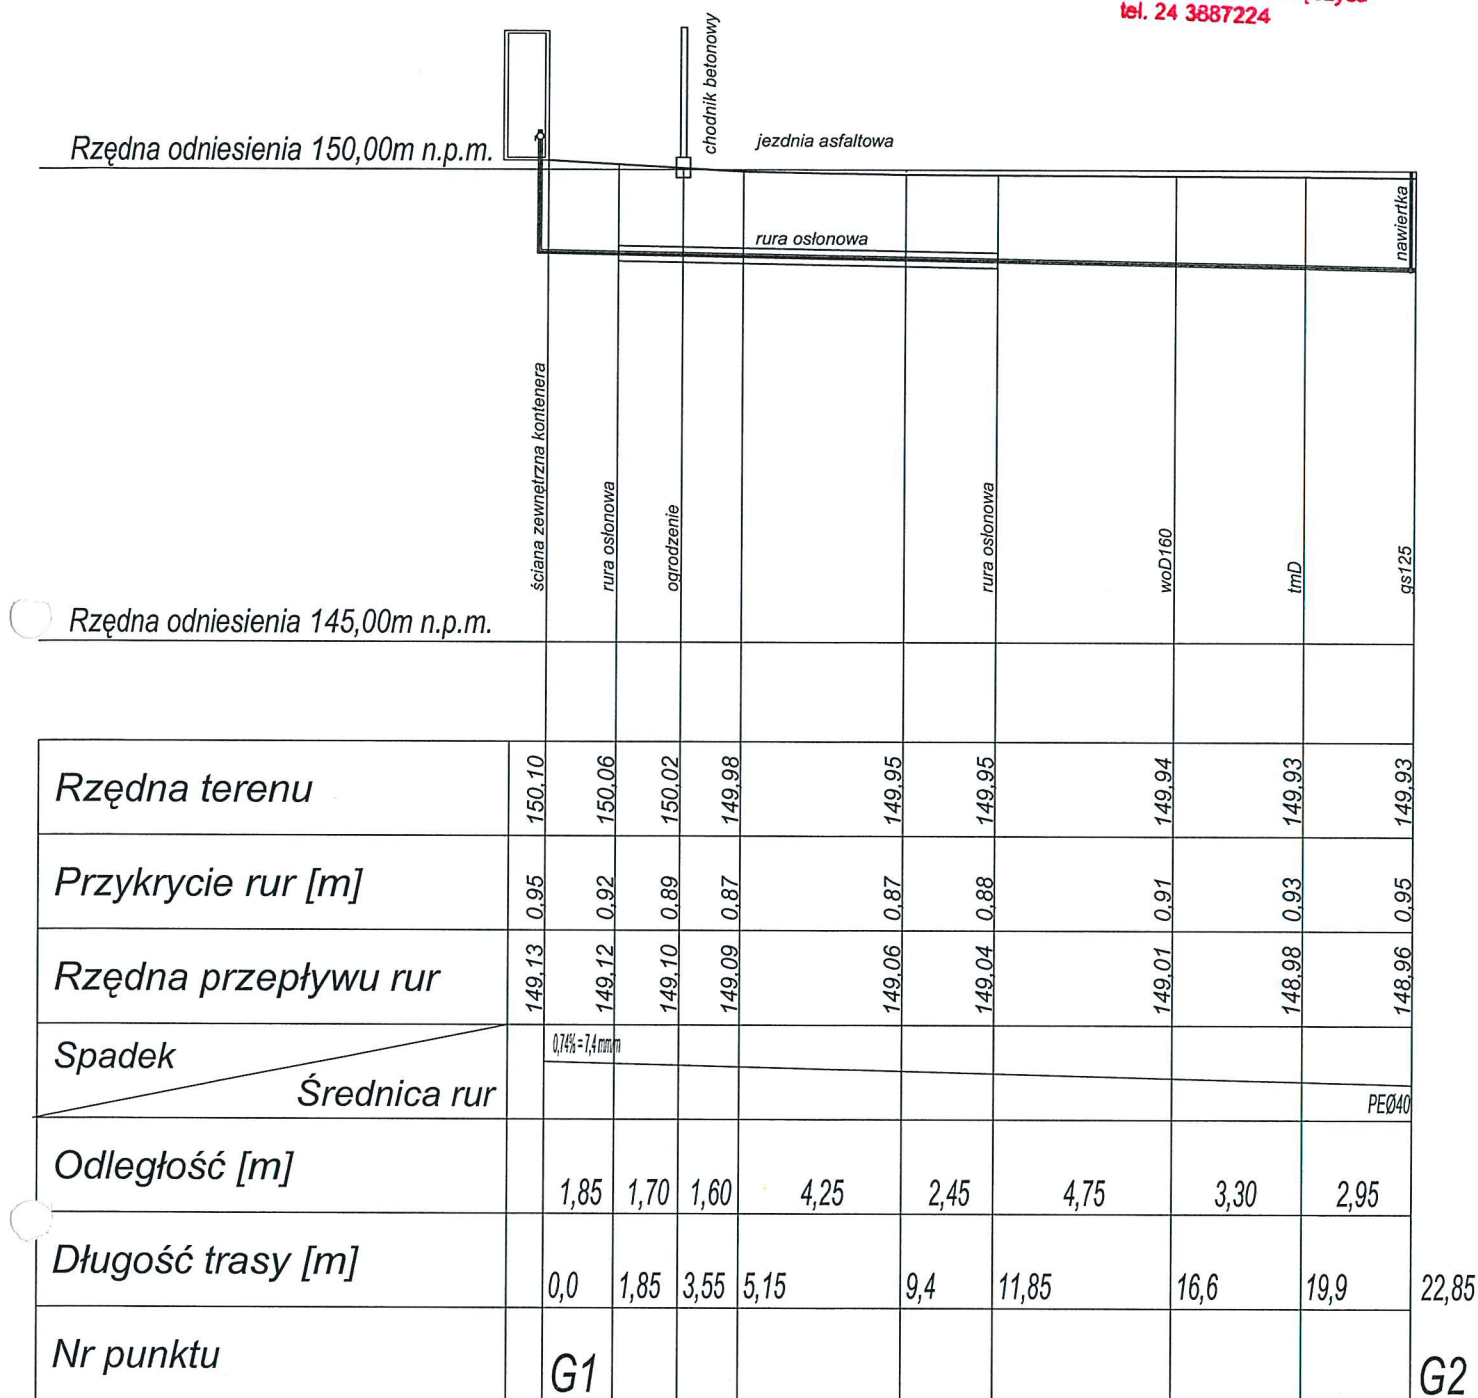 tel. 24 3887224
chodnik betonowy
jezdnia asfaltowa
Rzędna odniesienia 150,00m n.p.m.
nawiertka
rura osłonowa
ściana zewnętrzna kontenera
rura osłonowa
ogrodzenie
rura osłonowa
woD160
tmD
gs125
Rzędna odniesienia 145,00m n.p.m.
Rzędna terenu 150,10 150,06 150,02 149,98 149,95 149,95 149,94 149,93 149,93
Przykrycie rur [m] 0,95 0,92 0,89 0,87 0,87 0,88 0,91 0,93 0,95
Rzędna przepływu rur 149,13 149,12 149,10 149,09 149,06 149,04 149,01 148,98 148,96
Spadek 0,74% = 7,4 mm/m
Średnica rur PEØ40
Odległość [m] 1,85 1,70 1,60 4,25 2,45 4,75 3,30 2,95
Długość trasy [m] 0,0 1,85 3,55 5,15 9,4 11,85 16,6 19,9 22,85
Nr punktu G1 G2